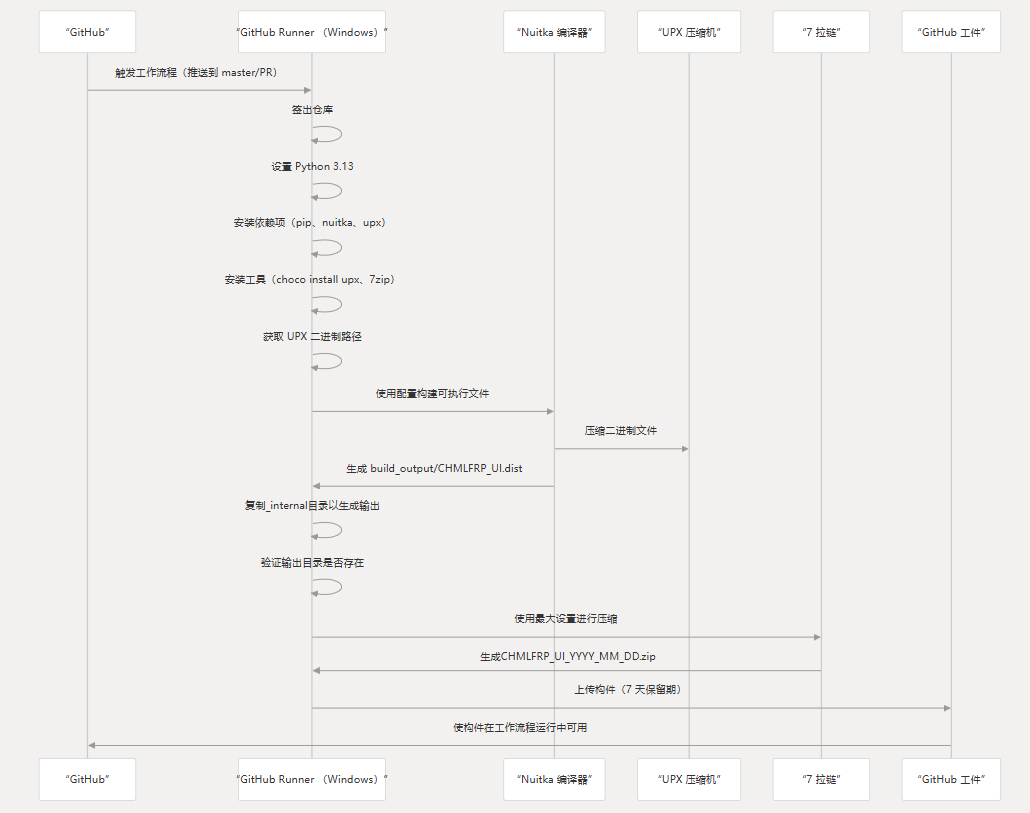 “GitHub”
“GitHub Runner （Windows）”
“Nuitka 编译器”
“UPX 压缩机”
“7 拉链”
“GitHub 工件”
触发工作流程（推送到 master/PR）
签出仓库
设置 Python 3.13
安装依赖项（pip、nuitka、upx）
安装工具（choco install upx、7zip）
获取 UPX 二进制路径
使用配置构建可执行文件
压缩二进制文件
生成 build_output/CHMLFRP_UI.dist
复制_internal目录以生成输出
验证输出目录是否存在
使用最大设置进行压缩
生成CHMLFRP_UI_YYYY_MM_DD.zip
上传构件（7 天保留期）
使构件在工作流程运行中可用
“GitHub”
“GitHub Runner （Windows）”
“Nuitka 编译器”
“UPX 压缩机”
“7 拉链”
“GitHub 工件”